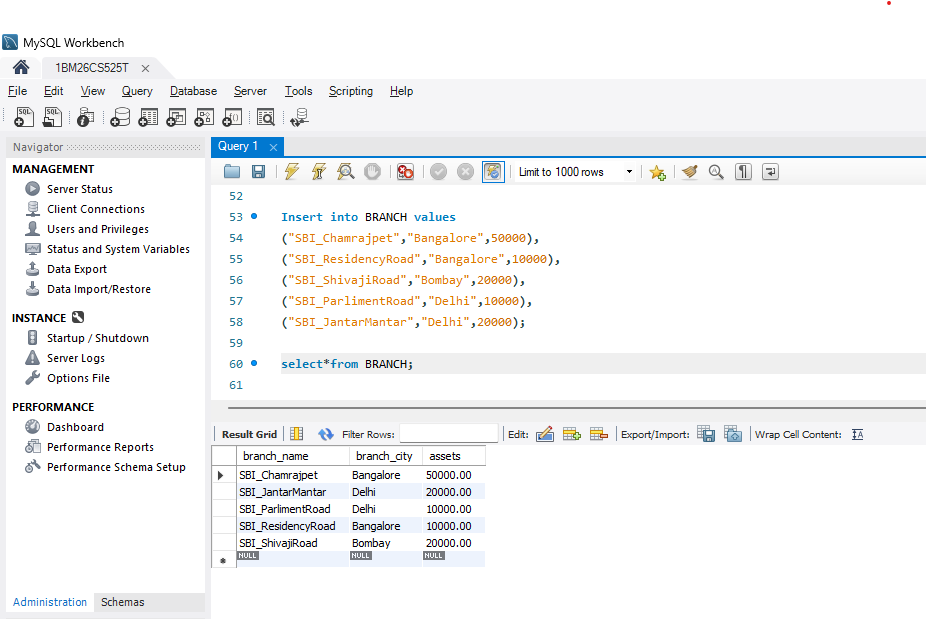 MySQL Workbench
1BM26CS525T
File Edit View Query Database Server Tools Scripting Help
Navigator
MANAGEMENT
Server Status
Client Connections
Users and Privileges
Status and System Variables
Data Export
Data Import/Restore
INSTANCE
Startup / Shutdown
Server Logs
Options File
PERFORMANCE
Dashboard
Performance Reports
Performance Schema Setup
Administration Schemas
Query 1
Limit to 1000 rows
52
53 Insert into BRANCH values
54 ("SBI_Chamrajpet","Bangalore",50000),
55 ("SBI_ResidencyRoad","Bangalore",10000),
56 ("SBI_ShivajiRoad","Bombay",20000),
57 ("SBI_ParlimentRoad","Delhi",10000),
58 ("SBI_JantarMantar","Delhi",20000);
59
60 select*from BRANCH;
61
Result Grid Filter Rows: Edit: Export/Import: Wrap Cell Content:
branch_name branch_city assets
SBI_Chamrajpet Bangalore 50000.00
SBI_JantarMantar Delhi 20000.00
SBI_ParlimentRoad Delhi 10000.00
SBI_ResidencyRoad Bangalore 10000.00
SBI_ShivajiRoad Bombay 20000.00
NULL NULL NULL